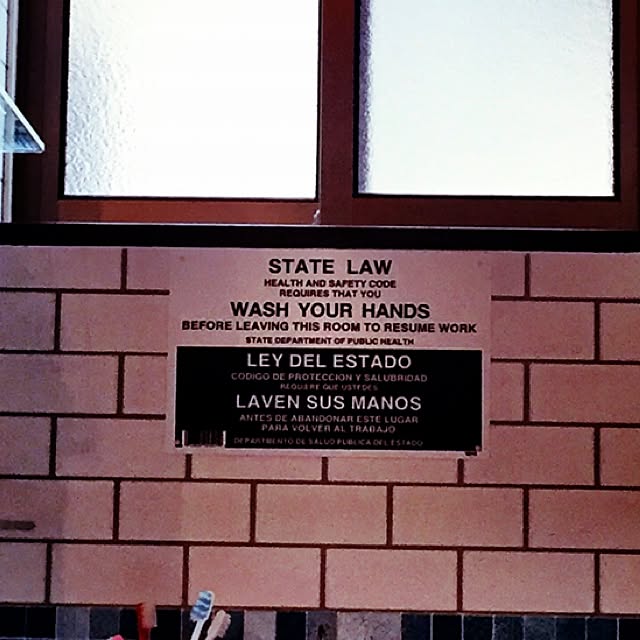 STATE LAW
HEALTH AND SAFETY CODE
REQUIRES THAT YOU
WASH YOUR HANDS
BEFORE LEAVING THIS ROOM TO RESUME WORK
STATE DEPARTMENT OF PUBLIC HEALTH
LEY DEL ESTADO
CODIGO DE PROTECCION Y SALUBRIDAD
REQUIERE QUE USTEDES
LAVEN SUS MANOS
ANTES DE ABANDONAR ESTE LUGAR
PARA VOLVER AL TRABAJO
DEPARTMENTO DE SALUD PUBLICA DEL ESTADO